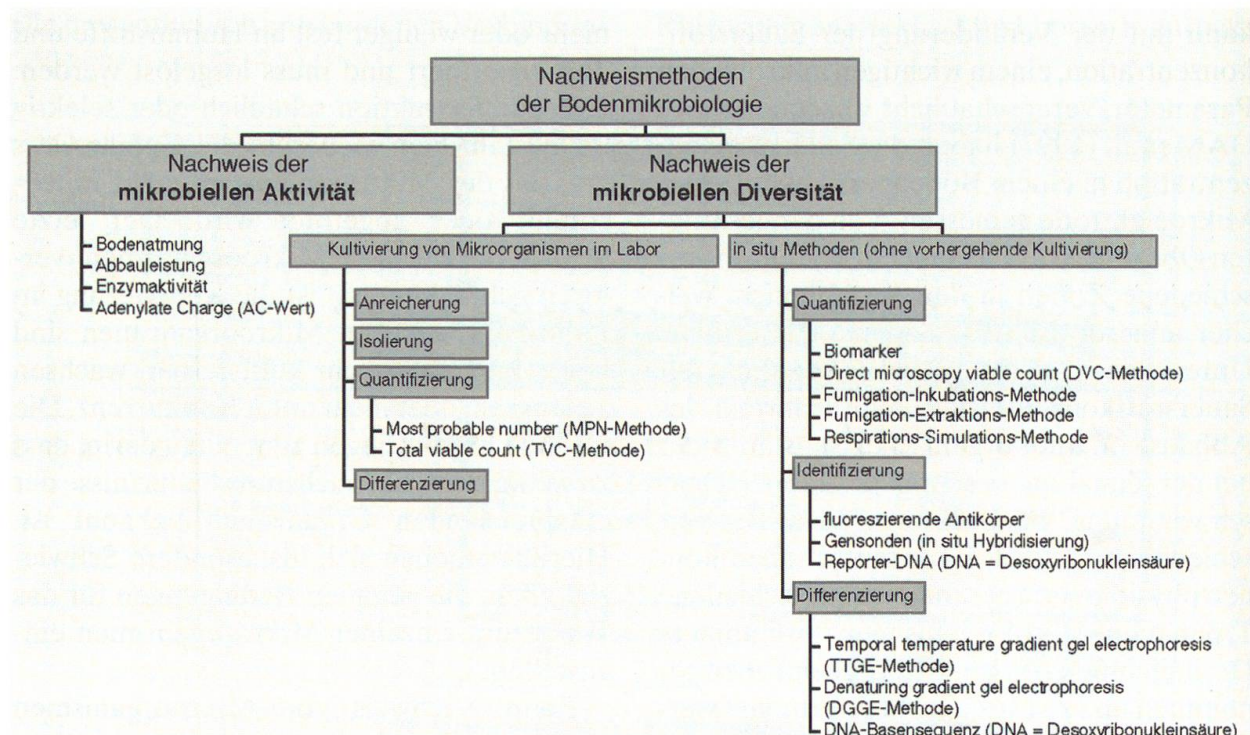 Nachweismethoden
der Bodenmikrobiologie
Nachweis der
mikrobiellen Aktivität
Nachweis der
mikrobiellen Diversität
Bodenatmung
Abbauleistung
Enzymaktivität
Adenylate Charge (AC-Wert)
Kultivierung von Mikroorganismen im Labor
Anreicherung
Isolierung
Quantifizierung
Most probable number (MPN-Methode)
Total viable count (TVC-Methode)
Differenzierung
in situ Methoden (ohne vorhergehende Kultivierung)
Quantifizierung
Biomarker
Direct microscopy viable count (DVC-Methode)
Fumigation-Inkubations-Methode
Fumigation-Extraktions-Methode
Respirations-Simulations-Methode
Identifizierung
fluoreszierende Antikörper
Gensonden (in situ Hybridisierung)
Reporter-DNA (DNA = Desoxyribonukleinsäure)
Differenzierung
Temporal temperature gradient gel electrophoresis
(TTGE-Methode)
Denaturing gradient gel electrophoresis
(DGGE-Methode)
DNA-Basensequenz (DNA = Desoxyribonukleinsäure)